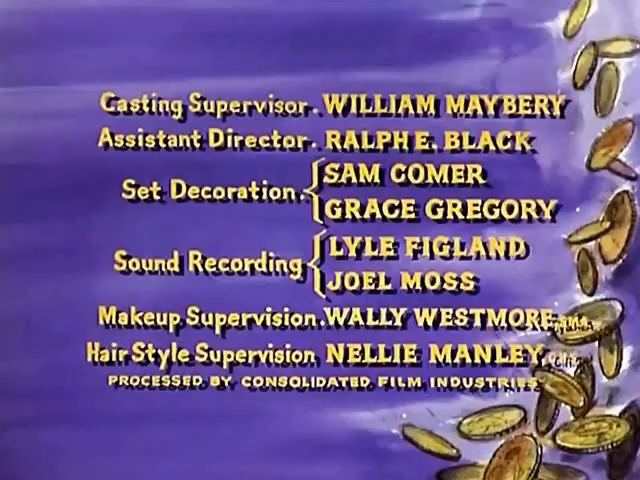 Casting Supervisor. WILLIAM MAYBERY
Assistant Director. RALPH E. BLACK
Set Decoration. SAM COMER
GRACE GREGORY
Sound Recording LYLE FIGLAND
JOEL MOSS
Makeup Supervision. WALLY WESTMORE
Hair Style Supervision NELLIE MANLEY
PROCESSED BY CONSOLIDATED FILM INDUSTRIES